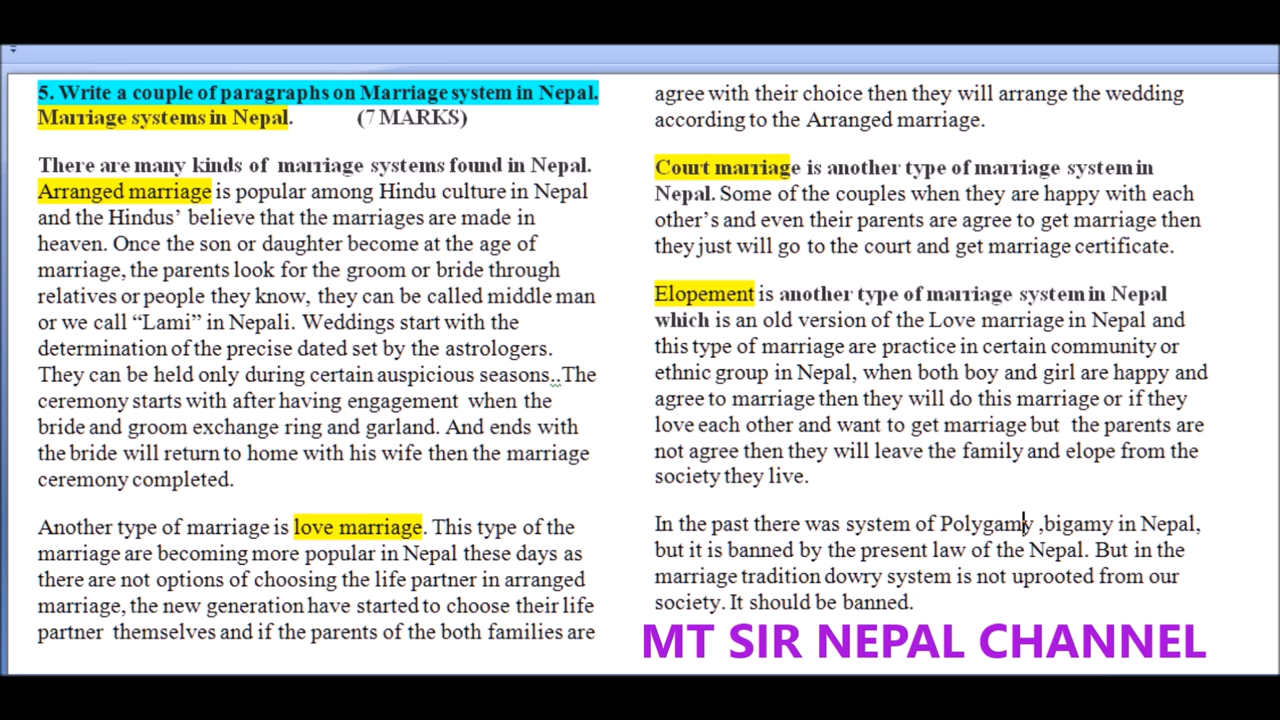 5. Write a couple of paragraphs on Marriage system in Nepal.
Marriage systems in Nepal. (7 MARKS)
There are many kinds of marriage systems found in Nepal.
Arranged marriage is popular among Hindu culture in Nepal
and the Hindus’ believe that the marriages are made in
heaven. Once the son or daughter become at the age of
marriage, the parents look for the groom or bride through
relatives or people they know, they can be called middle man
or we call “Lami” in Nepali. Weddings start with the
determination of the precise dated set by the astrologers.
They can be held only during certain auspicious seasons..The
ceremony starts with after having engagement when the
bride and groom exchange ring and garland. And ends with
the bride will return to home with his wife then the marriage
ceremony completed.
Another type of marriage is love marriage. This type of the
marriage are becoming more popular in Nepal these days as
there are not options of choosing the life partner in arranged
marriage, the new generation have started to choose their life
partner themselves and if the parents of the both families are
agree with their choice then they will arrange the wedding
according to the Arranged marriage.
Court marriage is another type of marriage system in
Nepal. Some of the couples when they are happy with each
other’s and even their parents are agree to get marriage then
they just will go to the court and get marriage certificate.
Elopement is another type of marriage system in Nepal
which is an old version of the Love marriage in Nepal and
this type of marriage are practice in certain community or
ethnic group in Nepal, when both boy and girl are happy and
agree to marriage then they will do this marriage or if they
love each other and want to get marriage but the parents are
not agree then they will leave the family and elope from the
society they live.
In the past there was system of Polygamy ,bigamy in Nepal,
but it is banned by the present law of the Nepal. But in the
marriage tradition dowry system is not uprooted from our
society. It should be banned.
MT SIR NEPAL CHANNEL